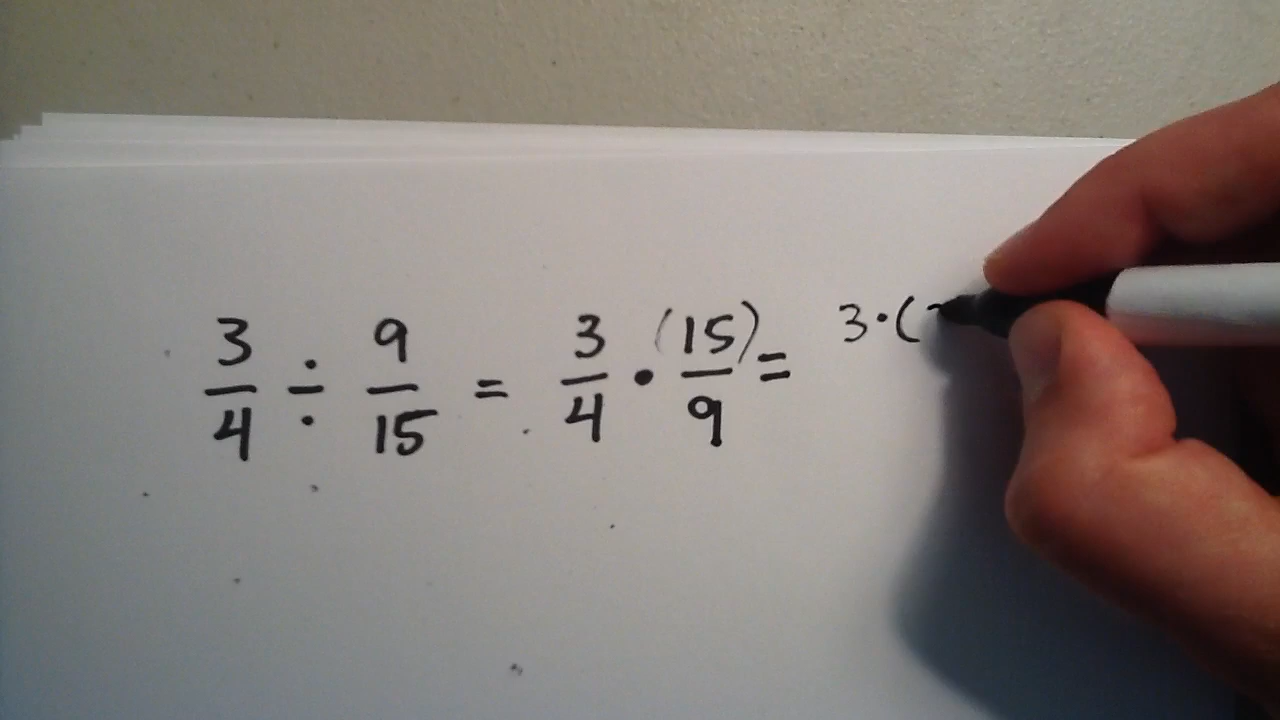 3/4 ÷ 9/15 = 3/4 • (15)/9 = 3•(